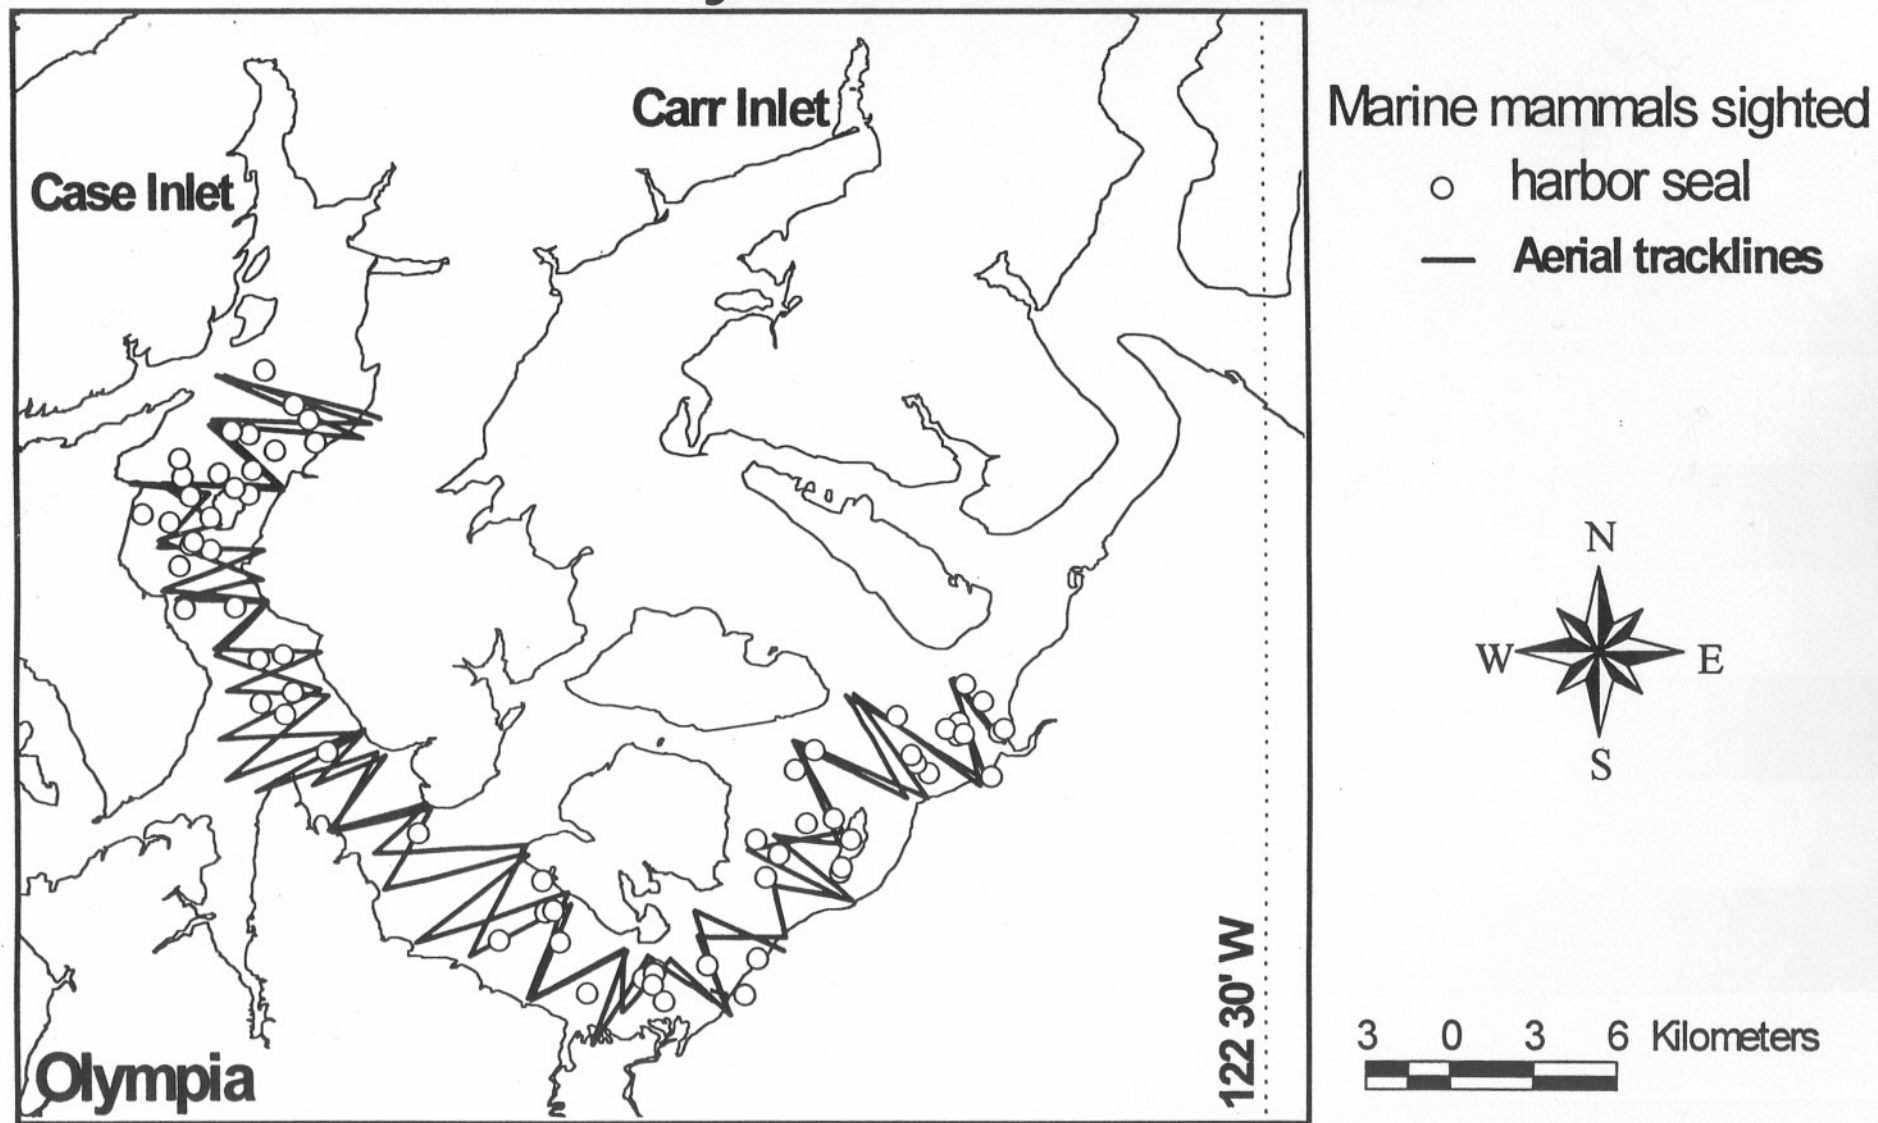 Carr Inlet
Case Inlet
Olympia
122 30' W
Marine mammals sighted
harbor seal
Aerial tracklines
N
W E
S
3 0 3 6 Kilometers